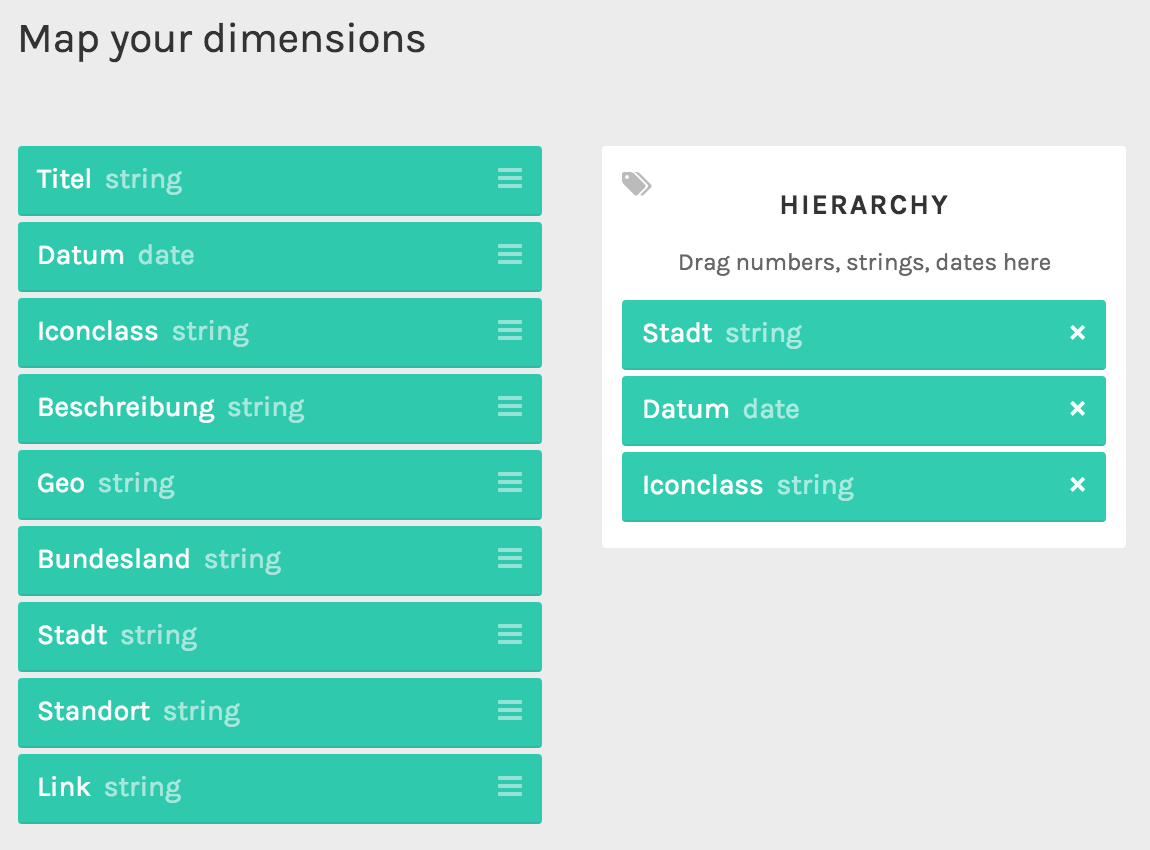 Map your dimensions
Titel string
Datum date
Iconclass string
Beschreibung string
Geo string
Bundesland string
Stadt string
Standort string
Link string
HIERARCHY
Drag numbers, strings, dates here
Stadt string
Datum date
Iconclass string